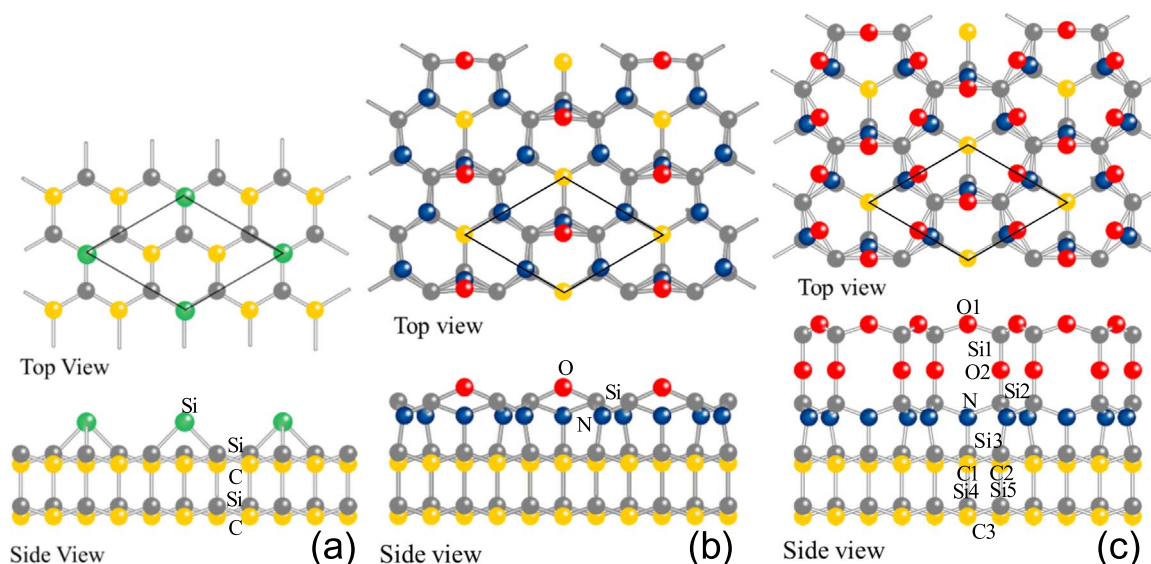 Top View
Si
Si
C
Si
C
Side View
(a)
Top view
O
Si
N
Side view
(b)
Top view
O1
Si1
O2
Si2
N
Si3
C1 C2
Si4 Si5
C3
Side view
(c)